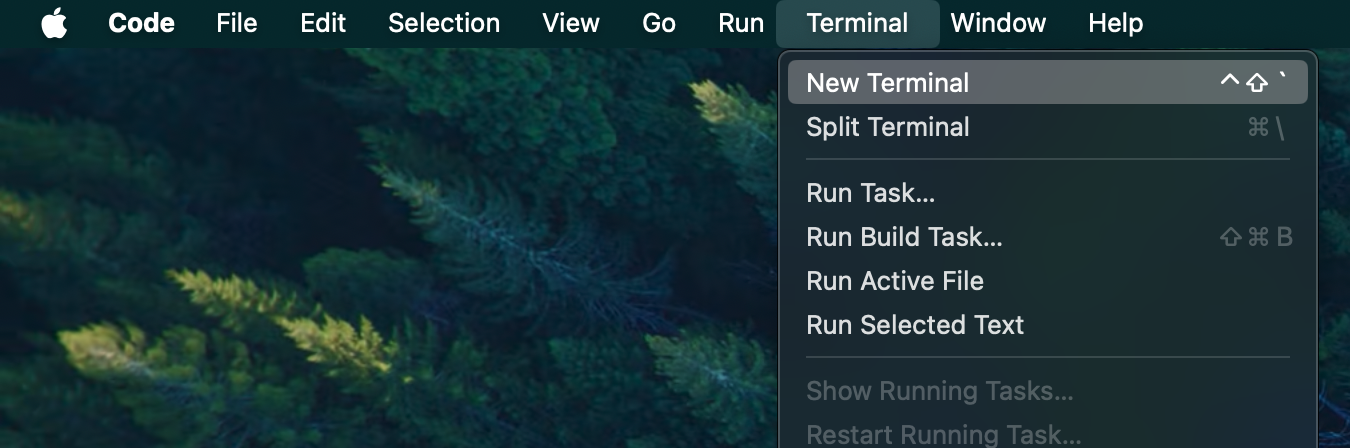 Code File Edit Selection View Go Run Terminal Window Help
New Terminal ^⇧`
Split Terminal ⌘\
Run Task...
Run Build Task... ⇧⌘B
Run Active File
Run Selected Text
Show Running Tasks...
Restart Running Task...